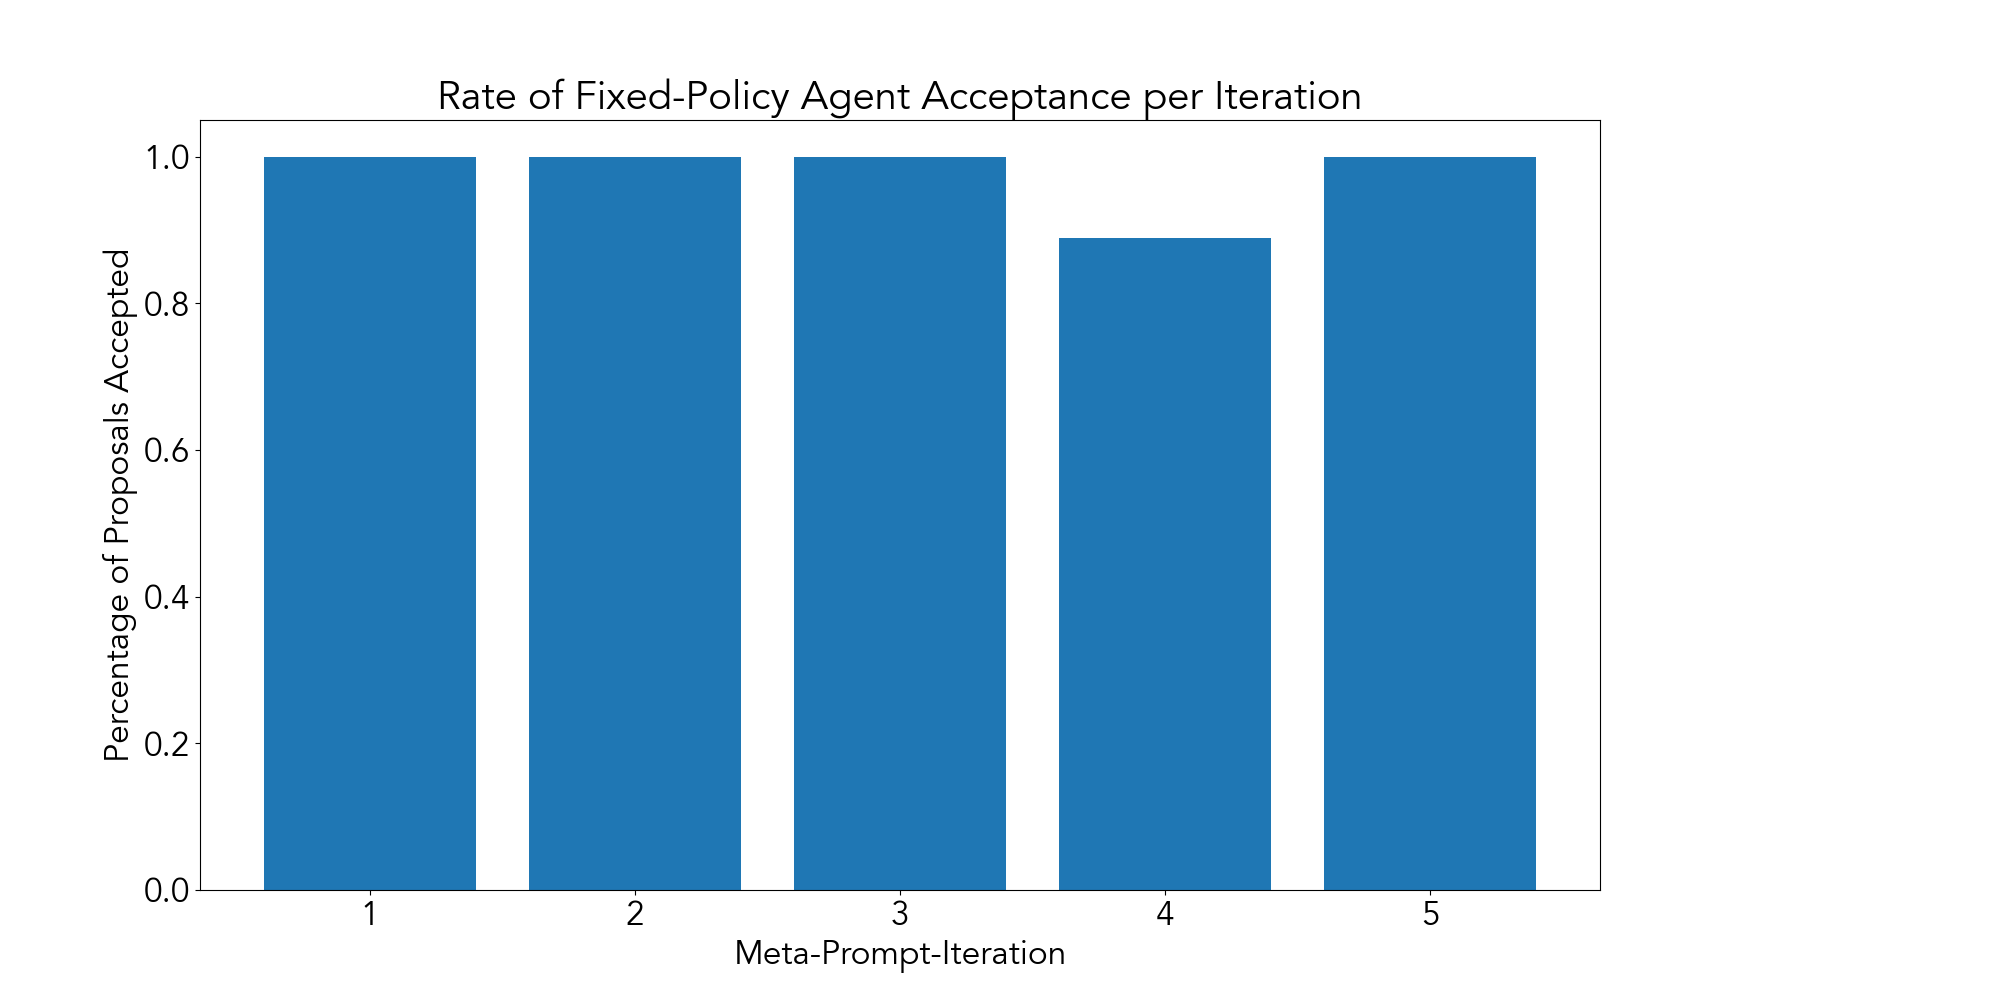 Rate of Fixed-Policy Agent Acceptance per Iteration
Percentage of Proposals Accepted
1.0
0.8
0.6
0.4
0.2
0.0
1 2 3 4 5
Meta-Prompt-Iteration